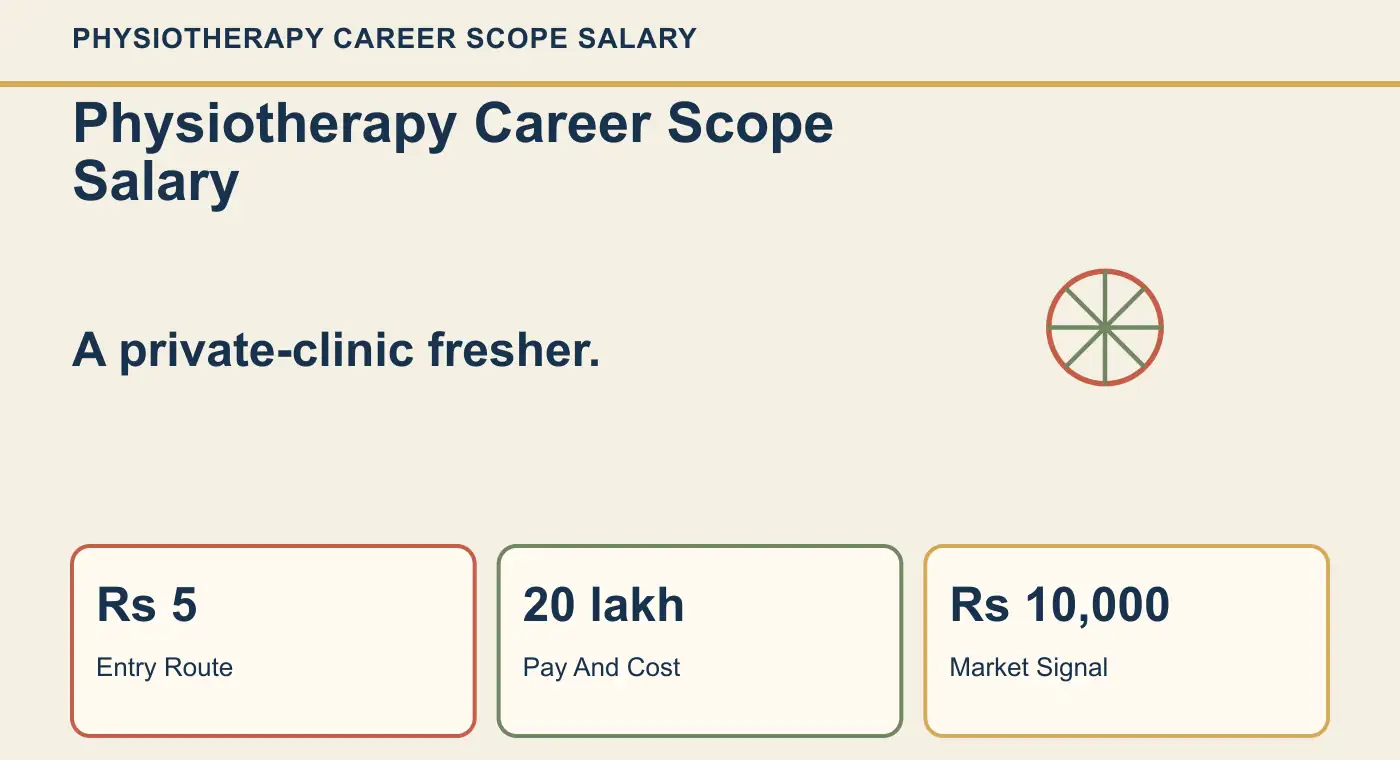 PHYSIOTHERAPY CAREER SCOPE SALARY
Physiotherapy Career Scope
Salary
A private-clinic fresher.
Rs 5
Entry Route
20 lakh
Pay And Cost
Rs 10,000
Market Signal